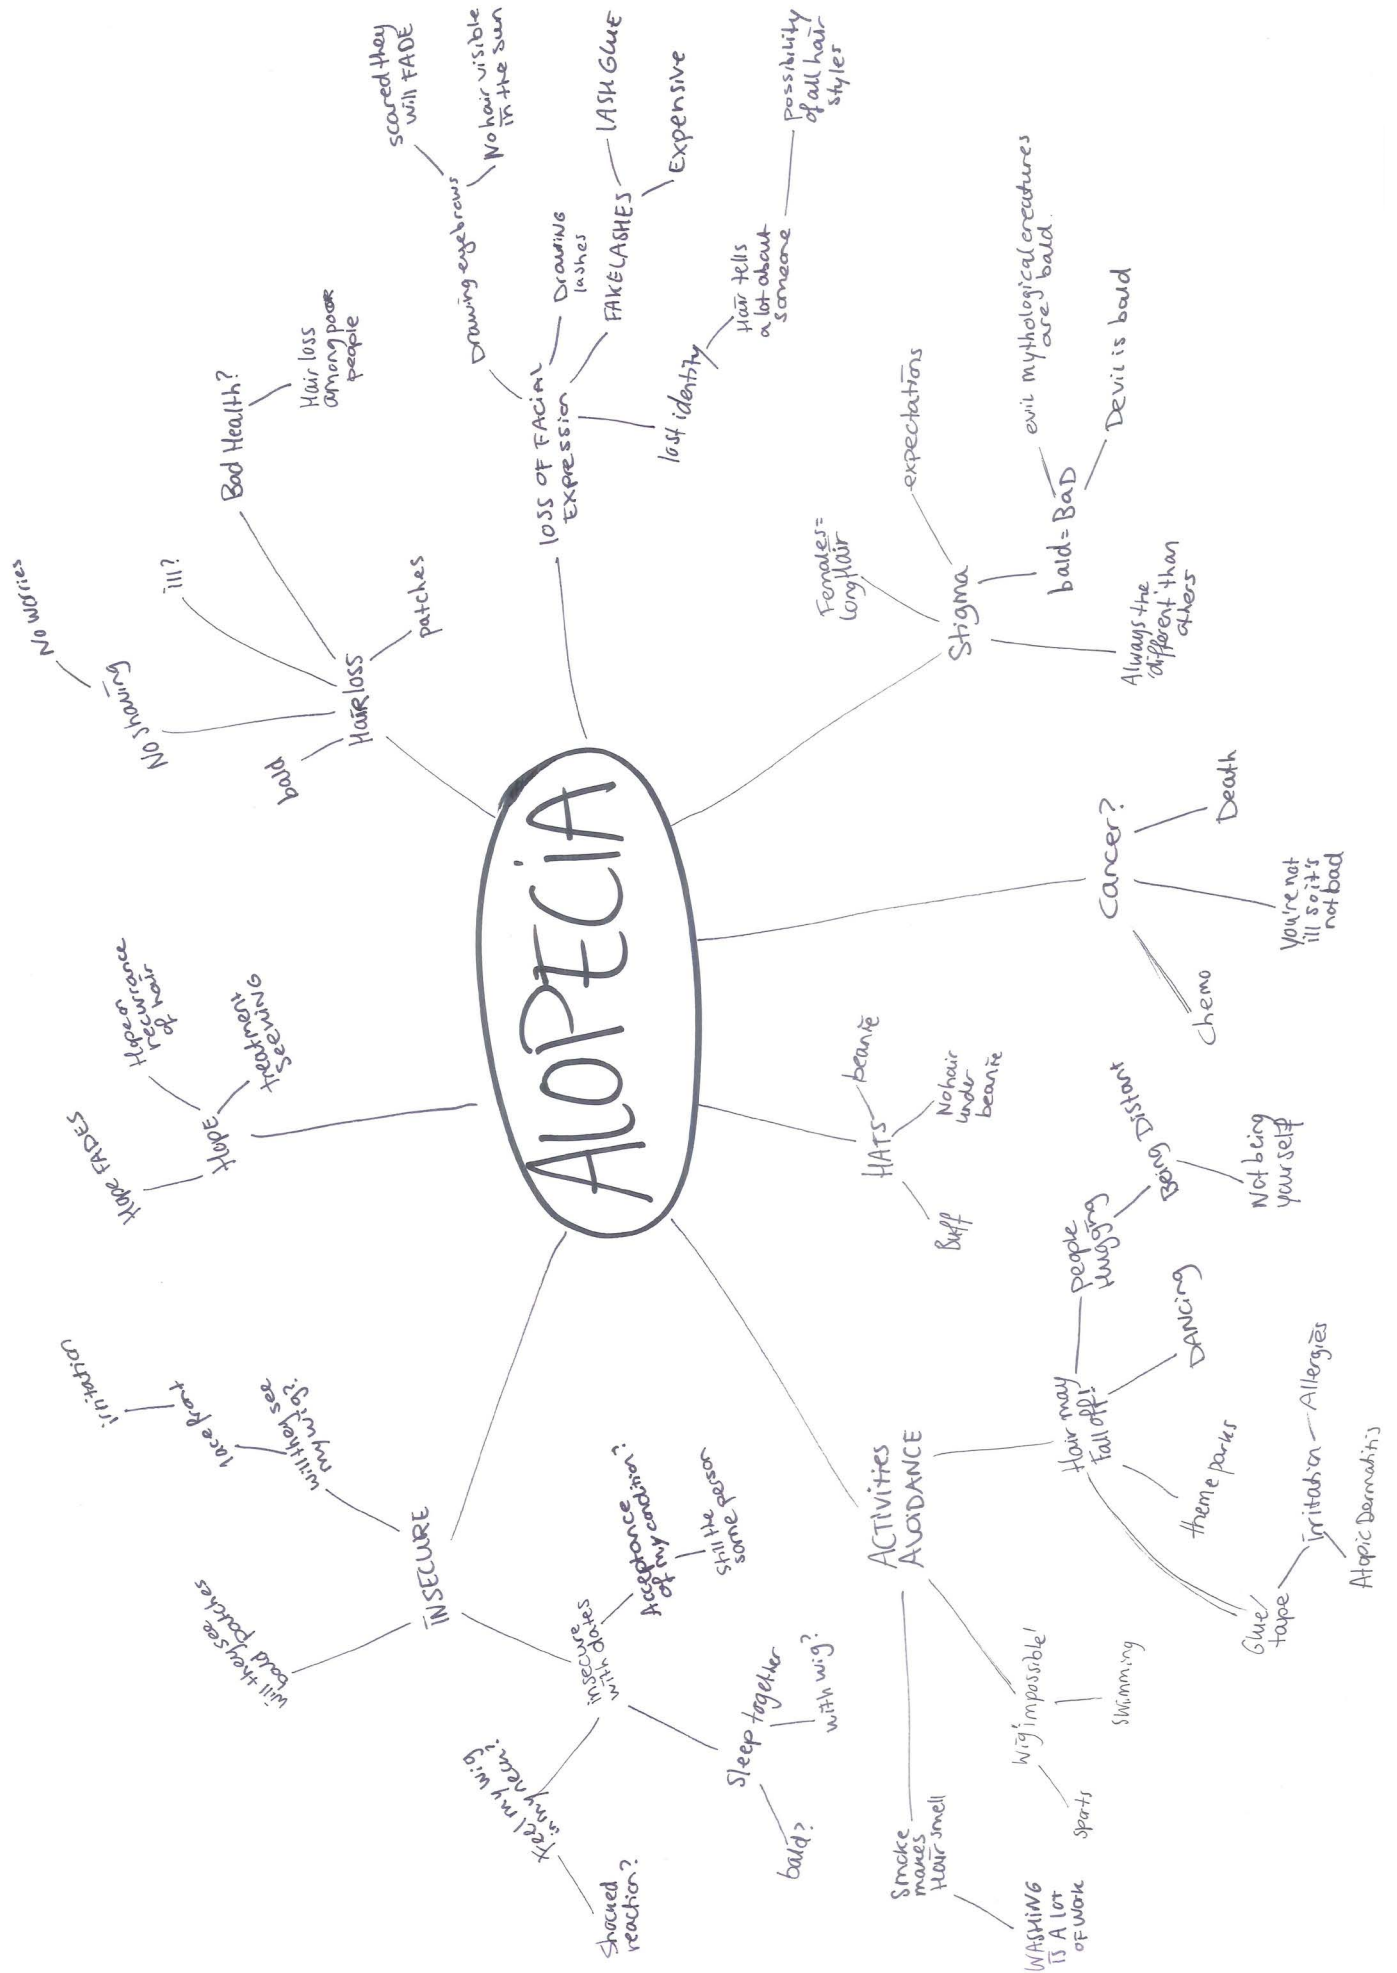 ALOPECIA
HairLOSS
bald
No shaving
No worries
ill?
Bad Health?
Hair loss
among poor
people
patches
LOSS OF FACIAL
EXPRESSION
Drawing eyebrows
scared they
will FADE
No hair visible
in the sun
Drawing
lashes
FAKE LASHES
LASH GLUE
Expensive
lost identity
Hair tells
a lot about
someone
possibility
of all hair
styles
Stigma
Females=
Long Hair
expectations
bald = BAD
evil mythological creatures
are bald.
Devil is bald
Always the
'different' than
others
Cancer?
Death
You're not
ill so it's
not bad
Chemo
HATS
beanie
No hair
under
beanie
Buff
ACTIVITIES
AVOIDANCE
Hair may
fall off!
people
Hugging
Being Distant
Not being
yourself
DANCING
theme parks
Glue/
tape
irritation
Allergies
Atopic Dermatitis
'Wig impossible'
swimming
sports
Smoke
makes
Hair smell
WASHING
is A LOT
OF work
INSECURE
will they see
my wig?
lace front
irritation
will they see
bald patches
insecure
with dates
Acceptance
of my condition?
still the
same person
Sleep together
with wig?
bald?
Feel my wig
in my neck?
Shocked
reaction?
HOPE
Hope FADES
Hope on
recurrance
of hair
treatment
seeking